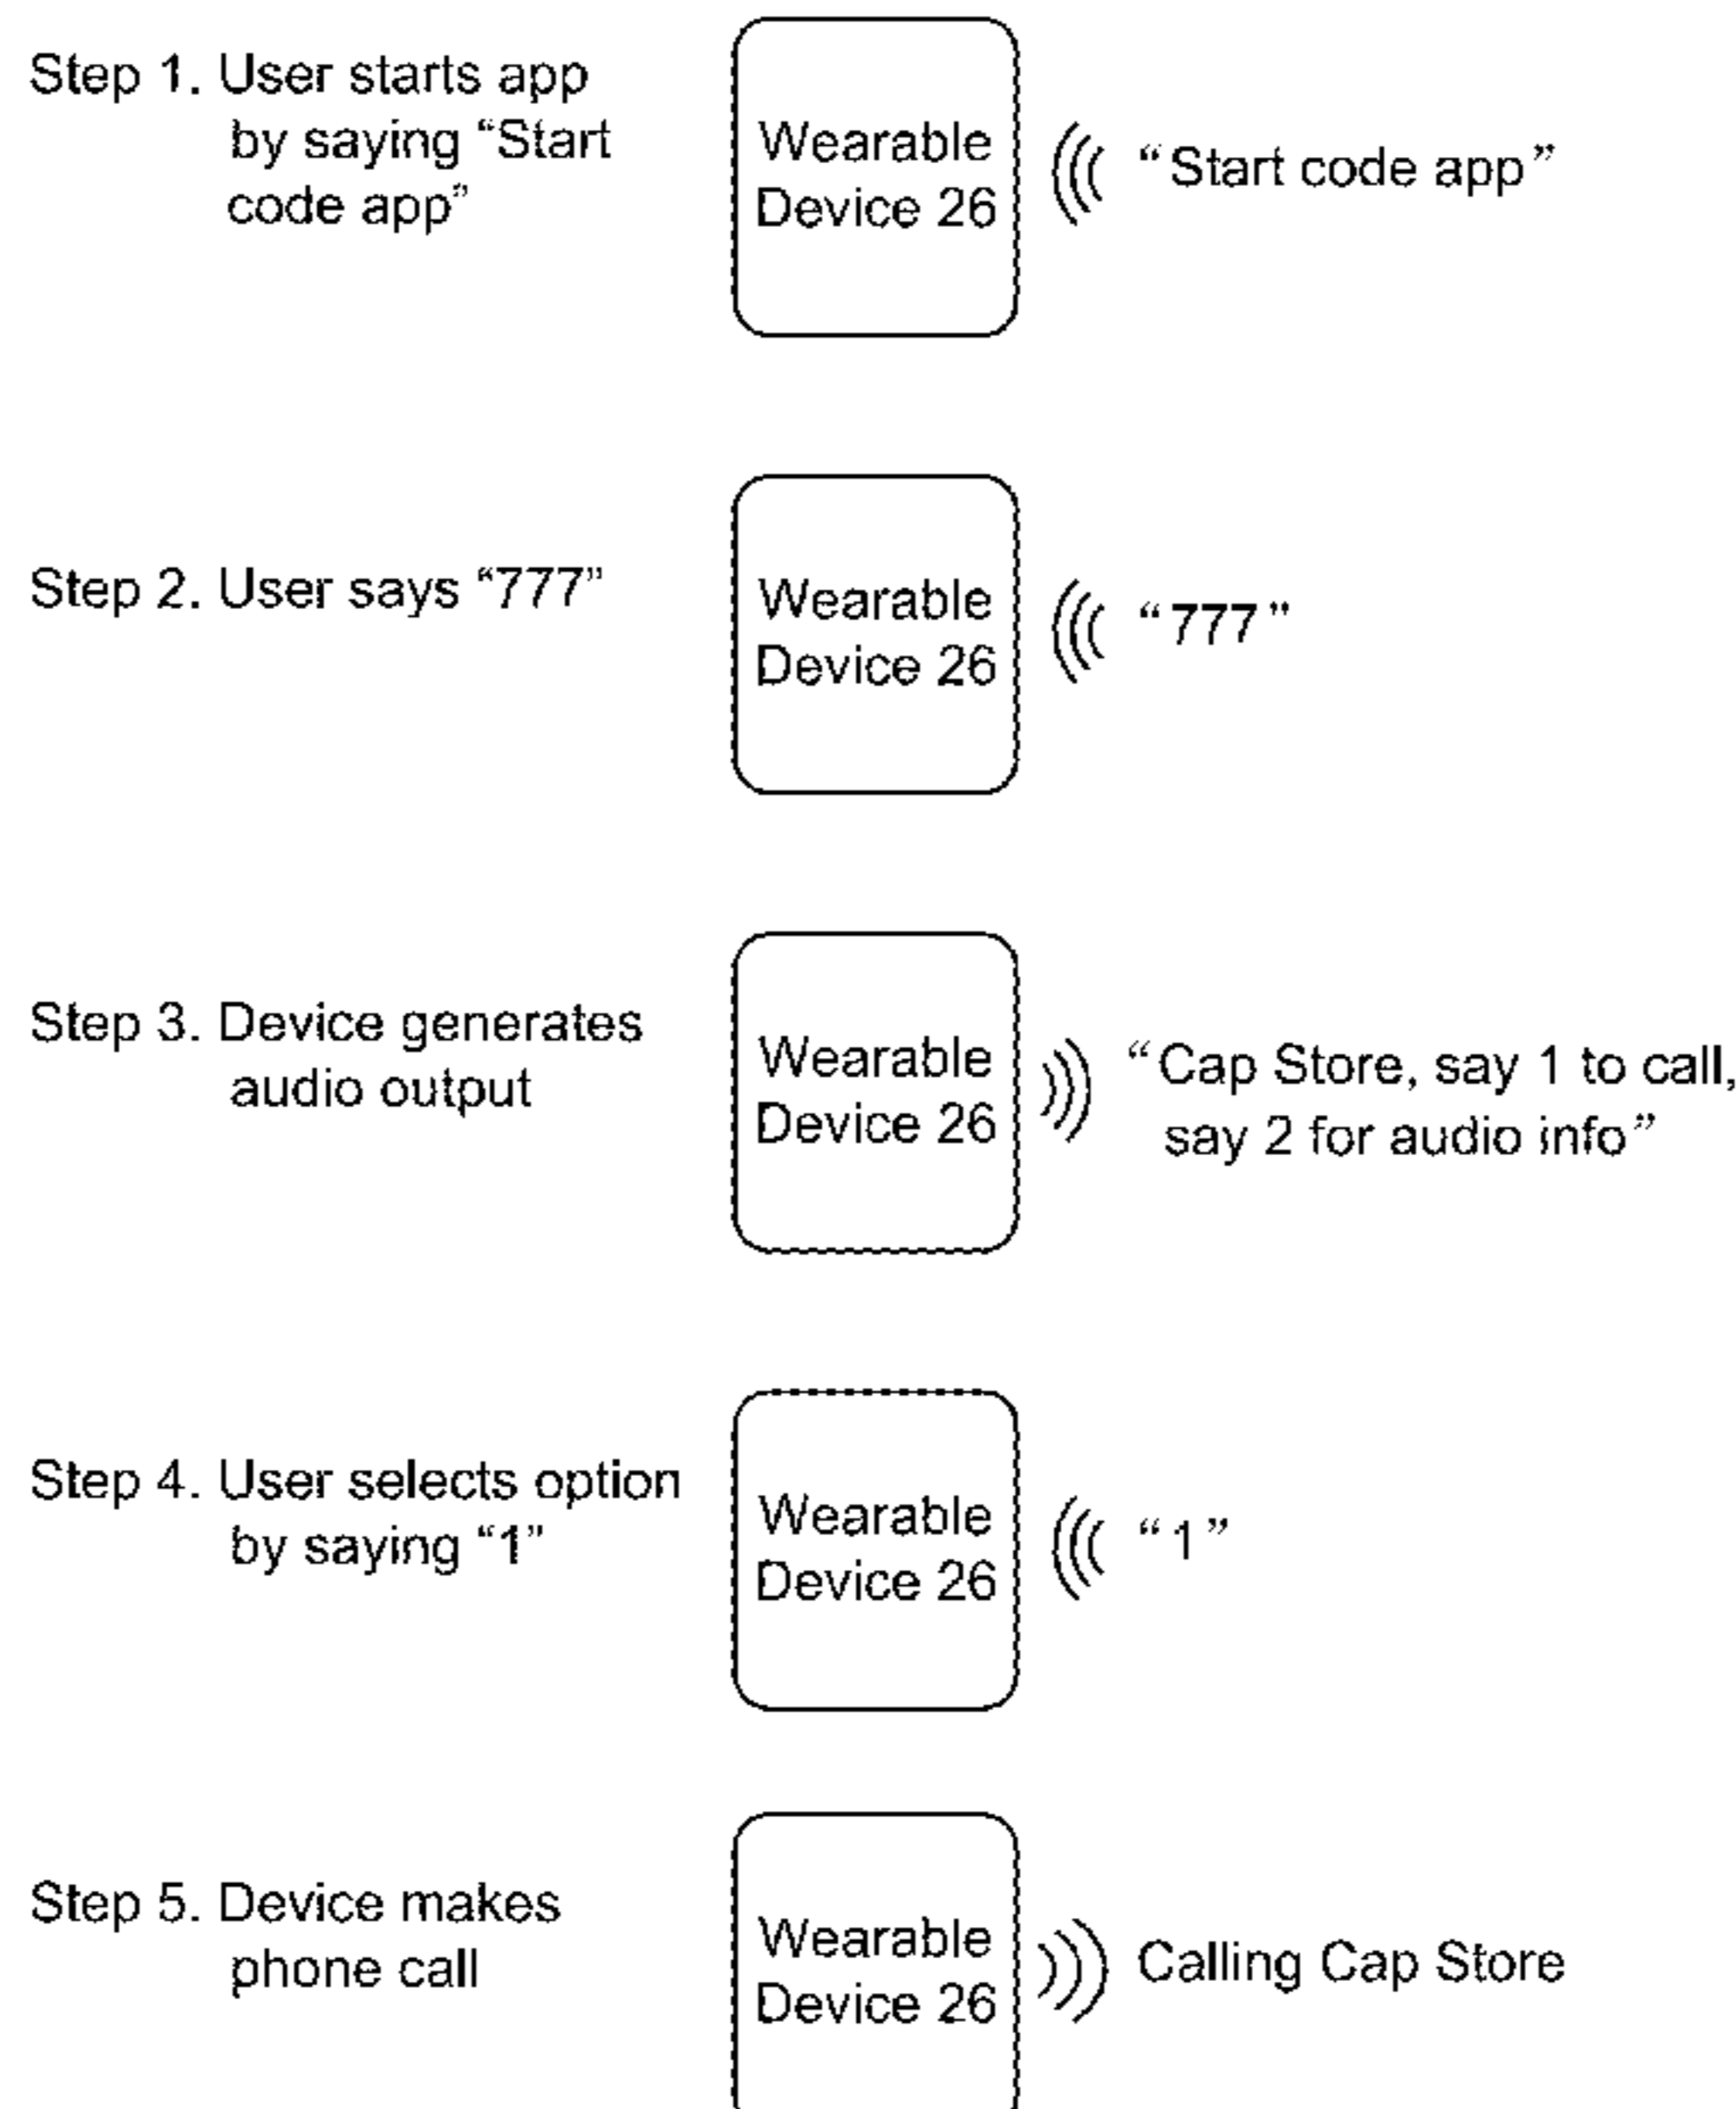 Step 1. User starts app
by saying “Start
code app”
Wearable
Device 26
“Start code app”
Step 2. User says “777”
Wearable
Device 26
“777”
Step 3. Device generates
audio output
Wearable
Device 26
“Cap Store, say 1 to call,
say 2 for audio info”
Step 4. User selects option
by saying “1”
Wearable
Device 26
“1”
Step 5. Device makes
phone call
Wearable
Device 26
Calling Cap Store